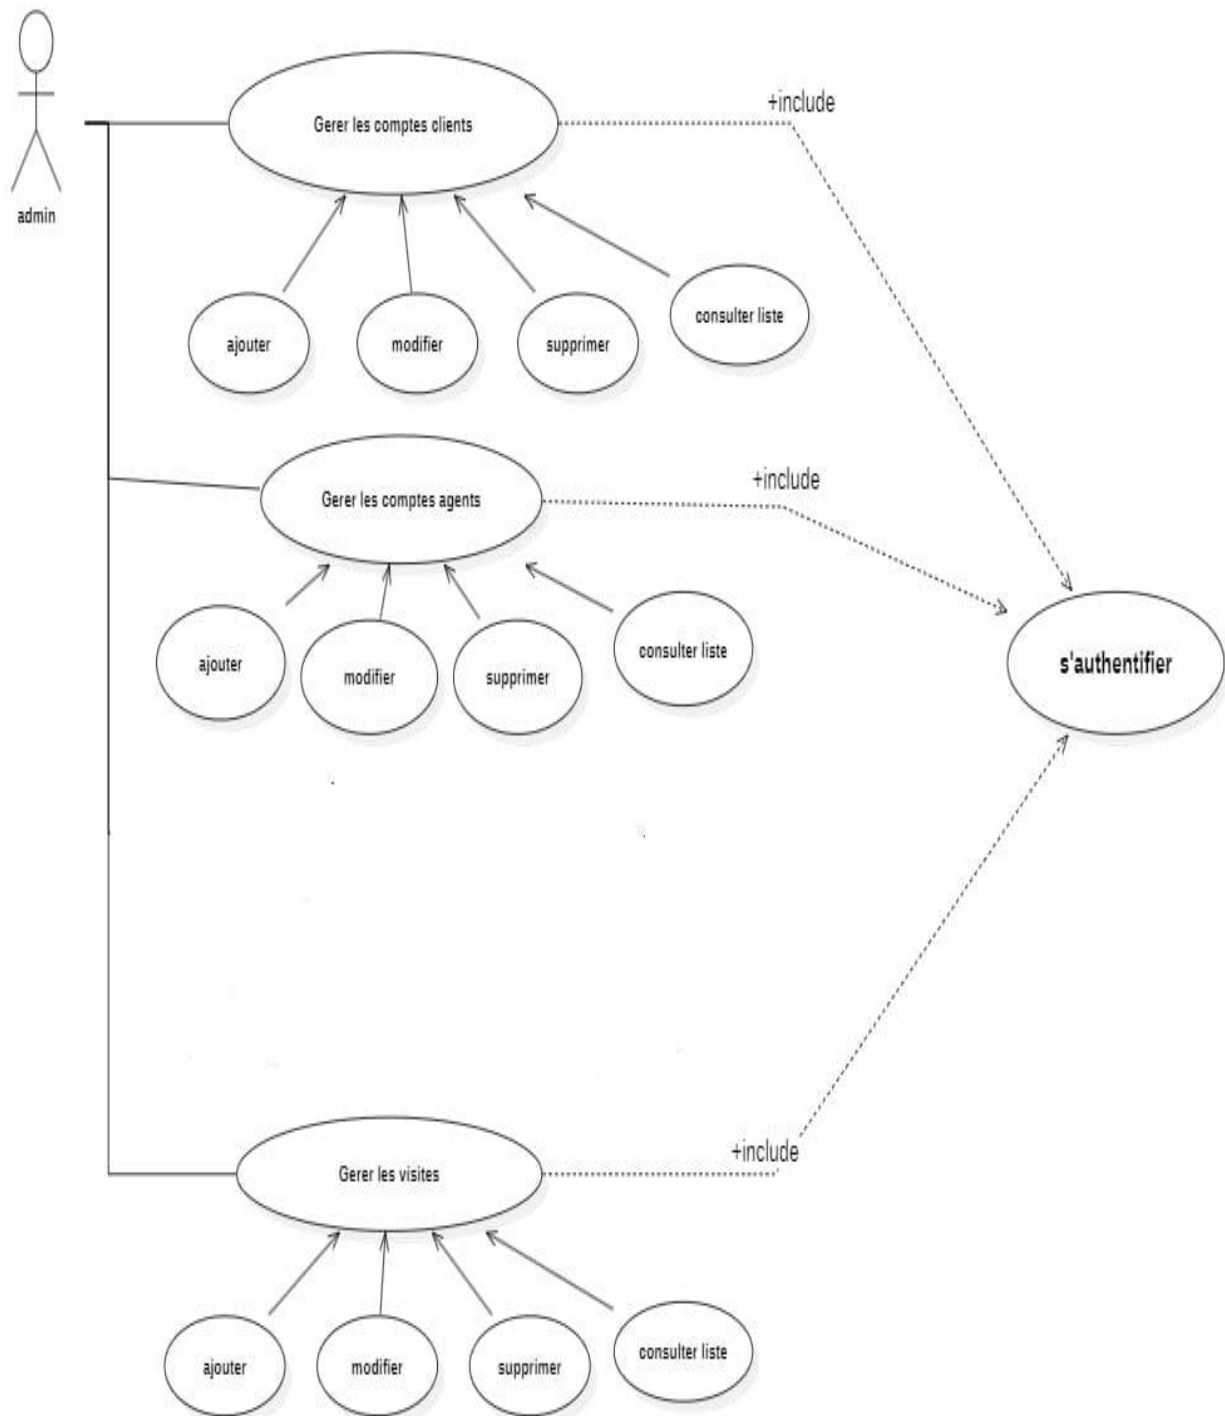 +include
Gerer les comptes clients
admin
consulter liste
ajouter
modifier
supprimer
+include
Gerer les comptes agents
consulter liste
ajouter
modifier
supprimer
s'authentifier
+include
Gerer les visites
consulter liste
ajouter
modifier
supprimer